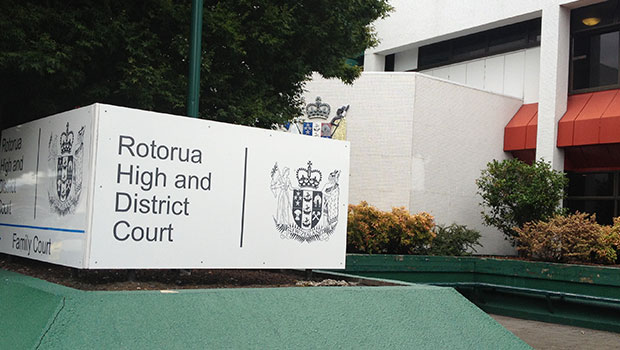 Rotorua
High and
District
Court
Rotorua
High and
Court
Family Court